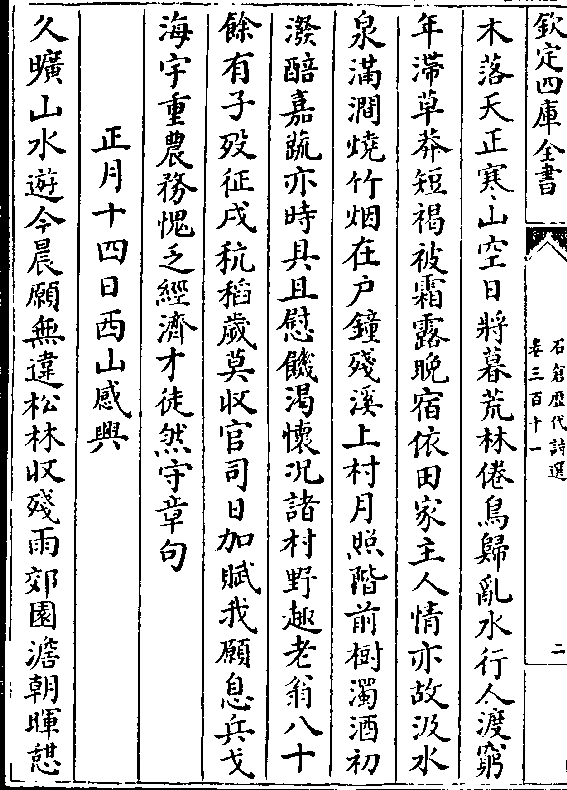 欽定四庫全書
石倉歷代詩選
卷三百十一
二
木落天正寒山空日將暮荒林倦鳥歸亂水行人渡窮
年滯草莽短褐被霜露晚宿依田家主人情亦故汲水
泉滿澗燒竹烟在户鐘殘溪上村月照階前樹濁酒初
潑醅嘉蔬亦時具且慰饑渴懷况諸村野趣老翁八十
餘有子歿征戍秔稻歲莫收官司日加賦我願息兵戈
海宇重農務愧乏經濟才徒然守章句
正月十四日西山感興
久曠山水遊今晨願無違松林收殘雨郊園澹朝暉憇